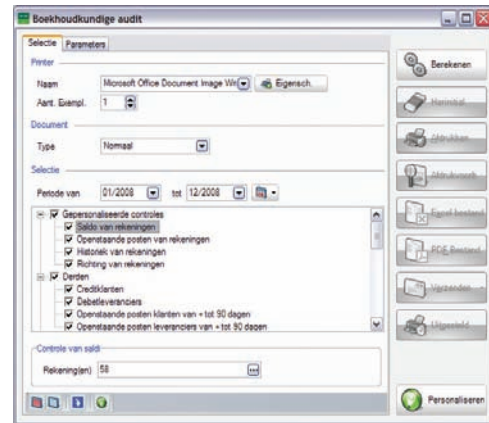 Boekhoudkundige audit
Selectie Parameters
Printer
Naam Microsoft Office Document Image Wri Eigensch.
Aant. Exempl. 1
Document
Type Normaal
Selectie
Periode van 01/2008 tot 12/2008
Gepersonaliseerde controles
Saldo van rekeningen
Openstaande posten van rekeningen
Historiek van rekeningen
Richting van rekeningen
Derden
Creditklanten
Debetleveranciers
Openstaande posten klanten van + tot 90 dagen
Openstaande posten leveranciers van + tot 90 dagen
Controle van saldi
Rekening(en) 58
Berekenen
Afdrukken
Excel bestand
PDF Bestand
Verzenden
Uitgesteld
Personaliseren